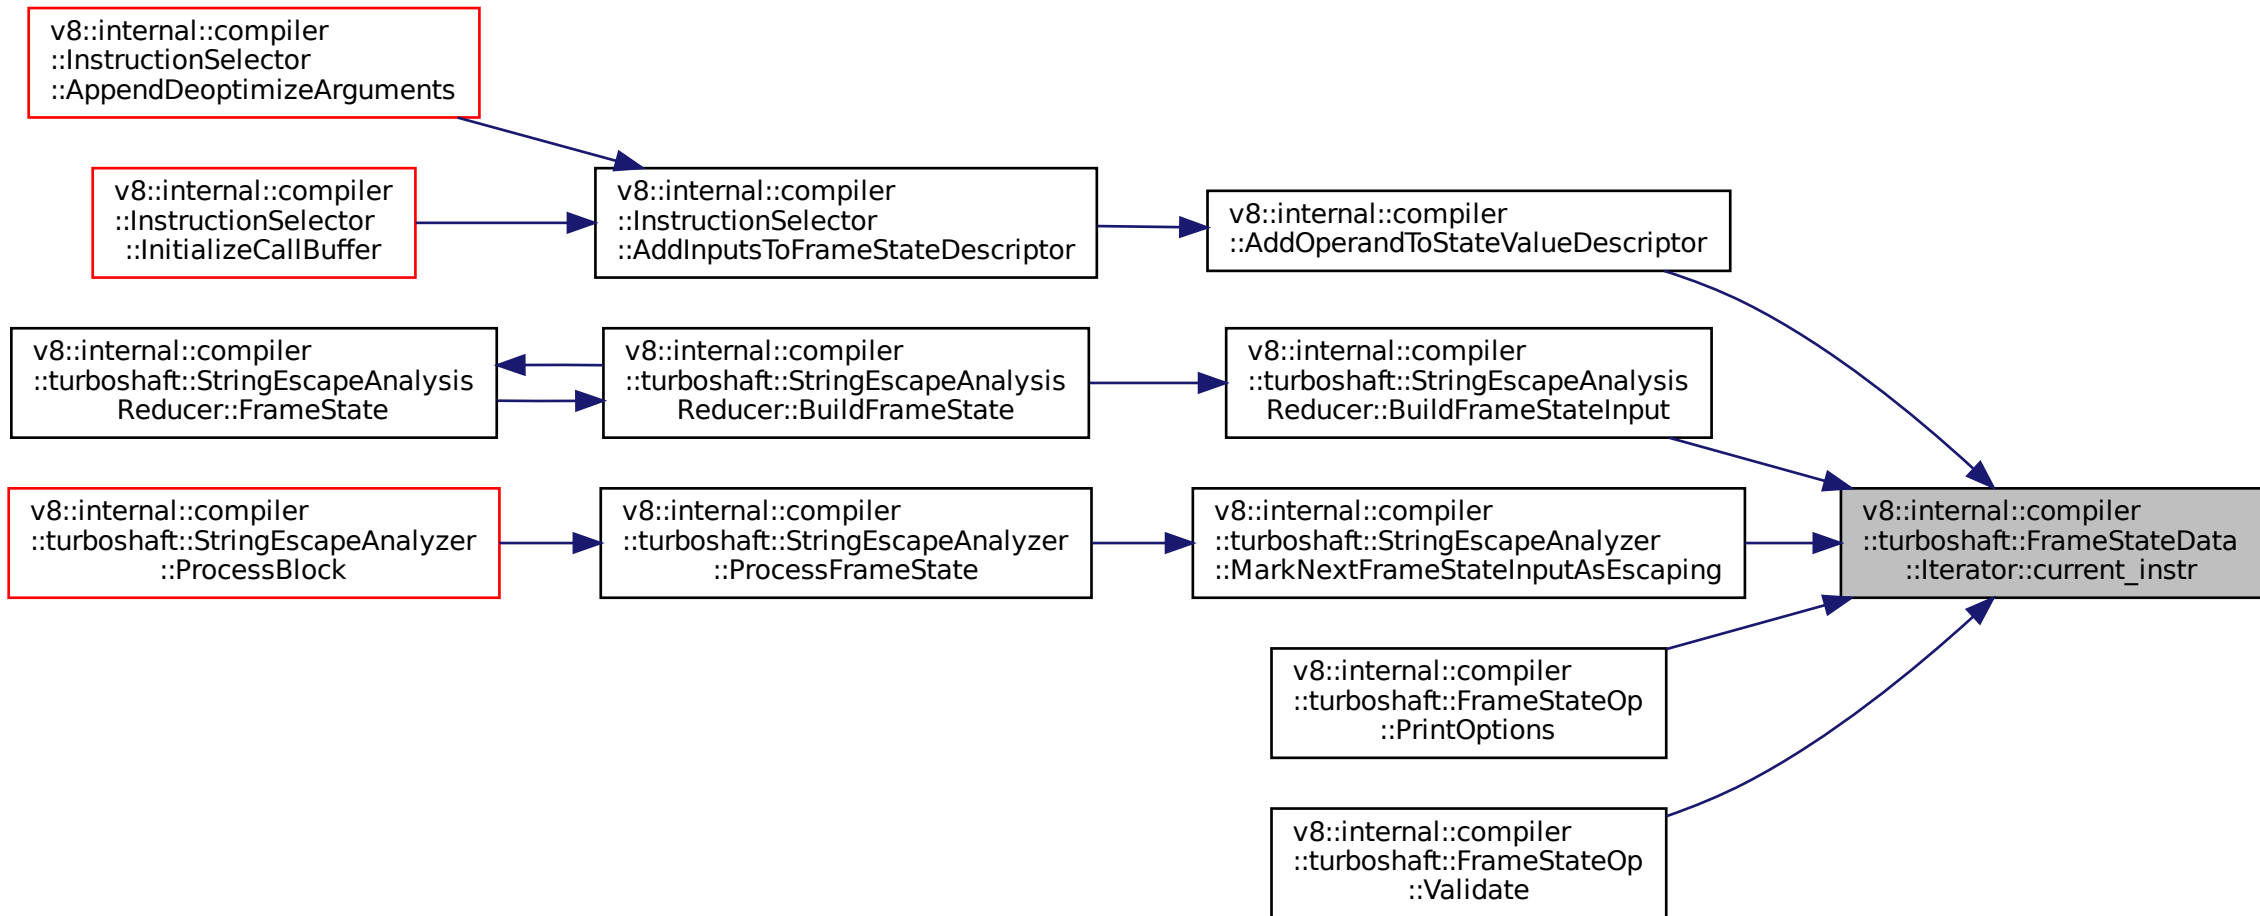 v8::internal::compiler
::InstructionSelector
::AppendDeoptimizeArguments
v8::internal::compiler
::InstructionSelector
::InitializeCallBuffer
v8::internal::compiler
::InstructionSelector
::AddInputsToFrameStateDescriptor
v8::internal::compiler
::AddOperandToStateValueDescriptor
v8::internal::compiler
::turboshaft::StringEscapeAnalysis
Reducer::FrameState
v8::internal::compiler
::turboshaft::StringEscapeAnalysis
Reducer::BuildFrameState
v8::internal::compiler
::turboshaft::StringEscapeAnalysis
Reducer::BuildFrameStateInput
v8::internal::compiler
::turboshaft::StringEscapeAnalyzer
::ProcessBlock
v8::internal::compiler
::turboshaft::StringEscapeAnalyzer
::ProcessFrameState
v8::internal::compiler
::turboshaft::StringEscapeAnalyzer
::MarkNextFrameStateInputAsEscaping
v8::internal::compiler
::turboshaft::FrameStateData
::Iterator::current_instr
v8::internal::compiler
::turboshaft::FrameStateOp
::PrintOptions
v8::internal::compiler
::turboshaft::FrameStateOp
::Validate